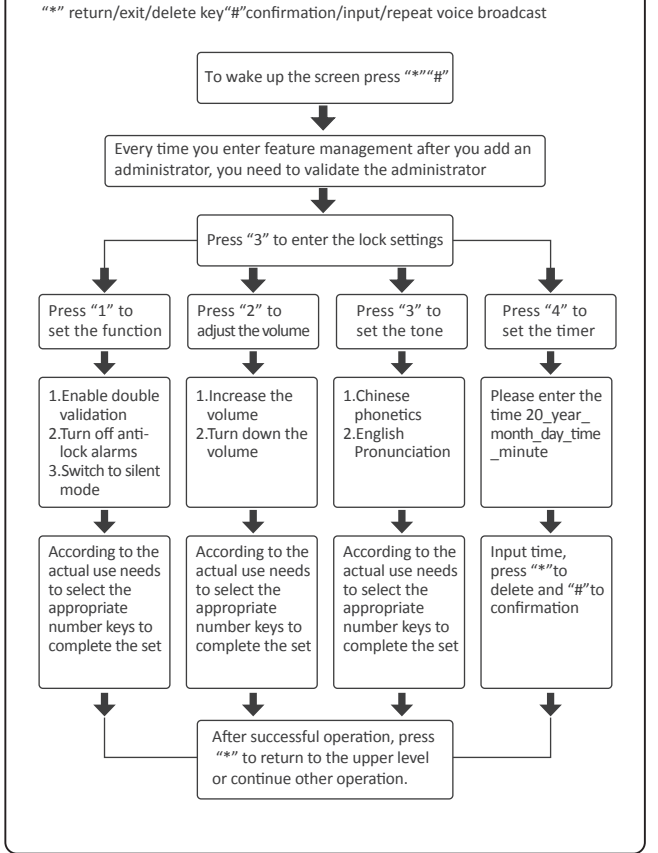 “*” return/exit/delete key“#”confirmation/input/repeat voice broadcast
To wake up the screen press “*”“#”
Every time you enter feature management after you add an
administrator, you need to validate the administrator
Press “3” to enter the lock settings
Press “1” to
set the function
Press “2” to
adjust the volume
Press “3” to
set the tone
Press “4” to
set the timer
1.Enable double
validation
2.Turn off anti-
lock alarms
3.Switch to silent
mode
1.Increase the
volume
2.Turn down the
volume
1.Chinese
phonetics
2.English
Pronunciation
Please enter the
time 20_year_
month_day_time
_minute
According to the
actual use needs
to select the
appropriate
number keys to
complete the set
According to the
actual use needs
to select the
appropriate
number keys to
complete the set
According to the
actual use needs
to select the
appropriate
number keys to
complete the set
Input time,
press “*”to
delete and “#”to
confirmation
After successful operation, press
“*” to return to the upper level
or continue other operation.